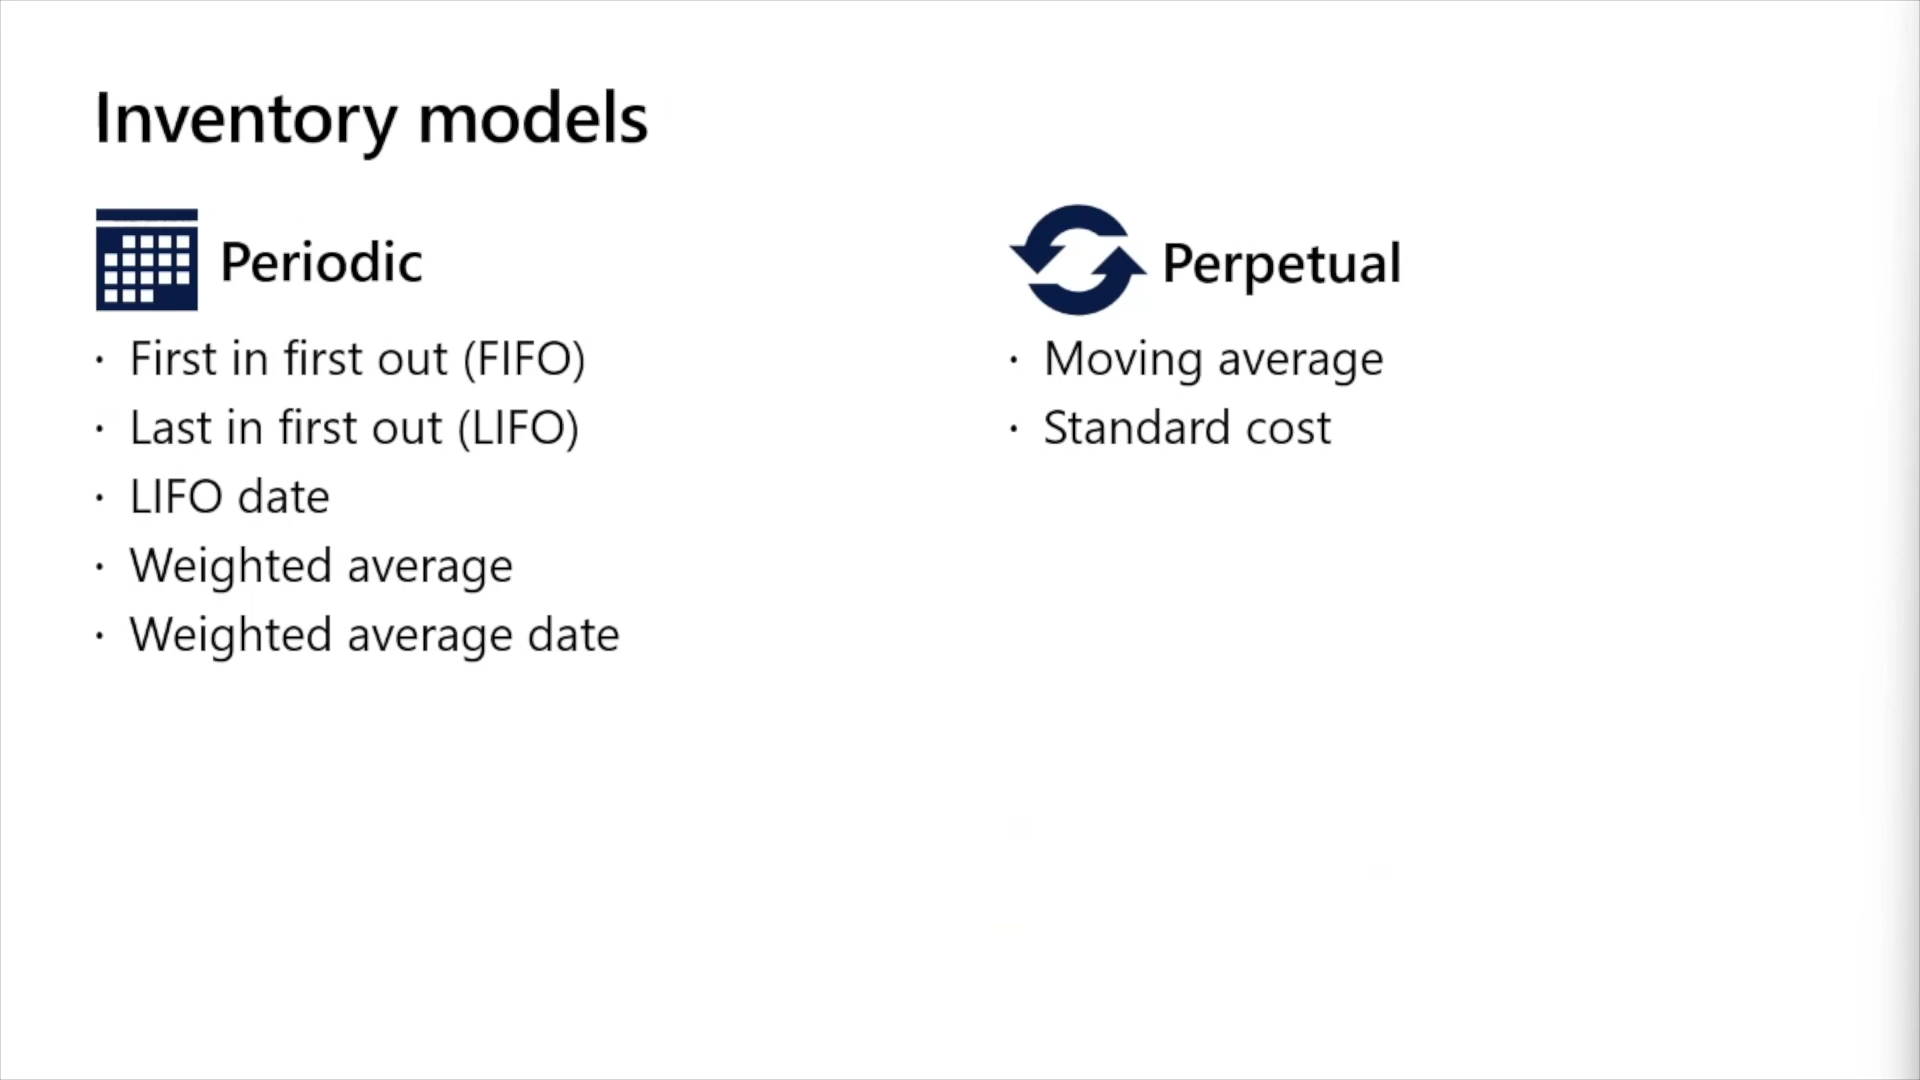 Inventory models
Periodic
· First in first out (FIFO)
· Last in first out (LIFO)
· LIFO date
· Weighted average
· Weighted average date
Perpetual
· Moving average
· Standard cost